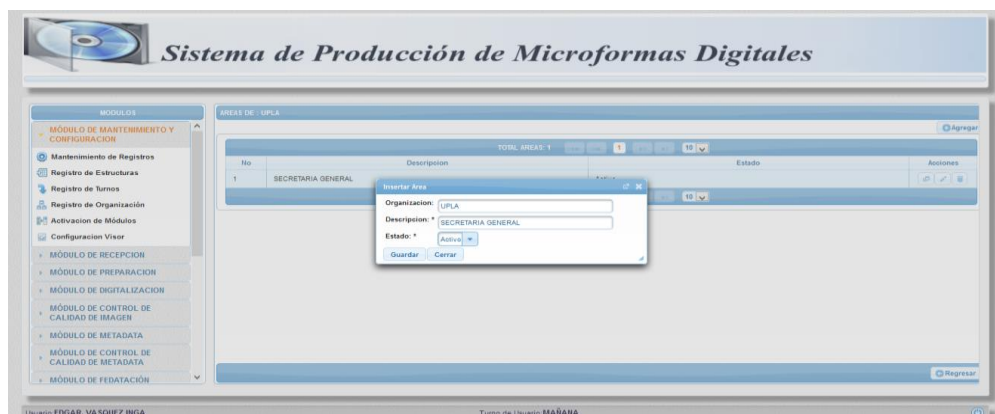 Sistema de Producción de Microformas Digitales
MODULOS
MÓDULO DE MANTENIMIENTO Y
CONFIGURACION
Mantenimiento de Registros
Registro de Estructuras
Registro de Turnos
Registro de Organización
Activacion de Módulos
Configuracion Visor
MÓDULO DE RECEPCION
MÓDULO DE PREPARACIÓN
MÓDULO DE DIGITALIZACION
MÓDULO DE CONTROL DE
CALIDAD DE IMAGEN
MÓDULO DE METADATA
MÓDULO DE CONTROL DE
CALIDAD DE METADATA
MÓDULO DE FEDATACIÓN
AREAS DE : UPLA
Agregar
TOTAL AREAS: 1 1 10
No Descripcion Estado Acciones
1 SECRETARIA GENERAL
10
Insertar Area
Organizacion: UPLA
Descripcion: * SECRETARIA GENERAL
Estado: * Activo
Guardar Cerrar
Regresar
Usuario: EDGAR, VASQUEZ INGA Turno de Usuario: MAÑANA